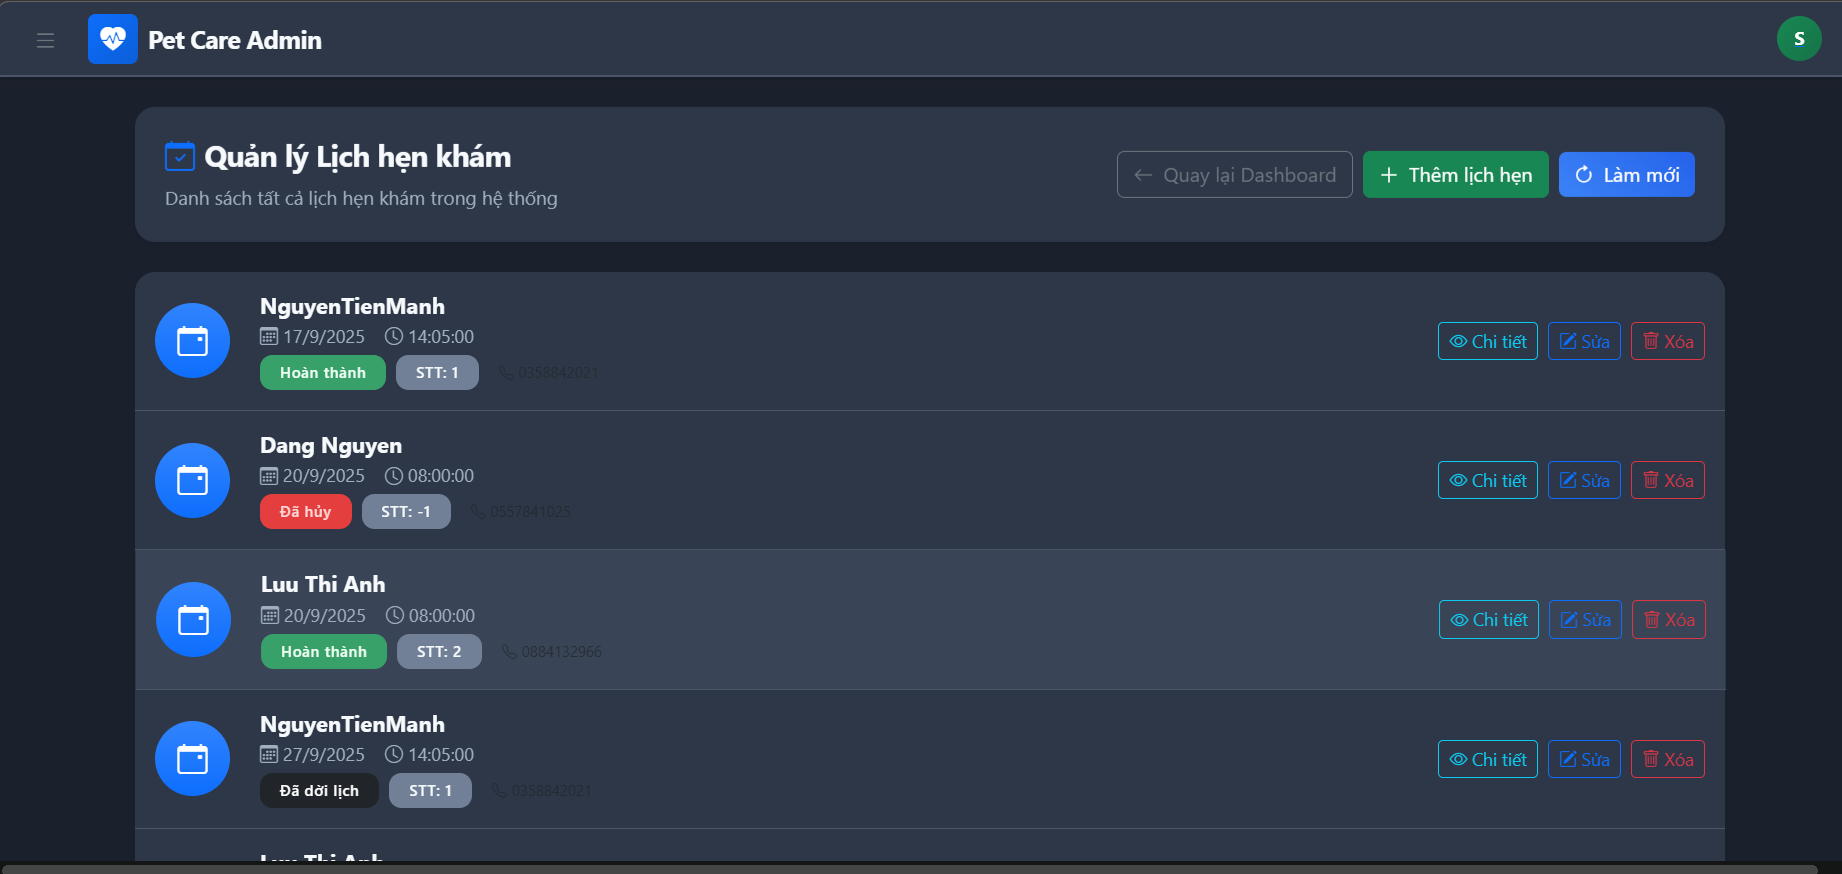 Pet Care Admin
S
Quản lý Lịch hẹn khám
Danh sách tất cả lịch hẹn khám trong hệ thống
Quay lại Dashboard
Thêm lịch hẹn
Làm mới
NguyenTienManh
17/9/2025 14:05:00
Hoàn thành STT: 1 0358842021
Chi tiết Sửa Xóa
Dang Nguyen
20/9/2025 08:00:00
Đã hủy STT: -1 0557841025
Chi tiết Sửa Xóa
Luu Thi Anh
20/9/2025 08:00:00
Hoàn thành STT: 2 0884132966
Chi tiết Sửa Xóa
NguyenTienManh
27/9/2025 14:05:00
Đã dời lịch STT: 1 0358842021
Chi tiết Sửa Xóa
Luu Thi Anh